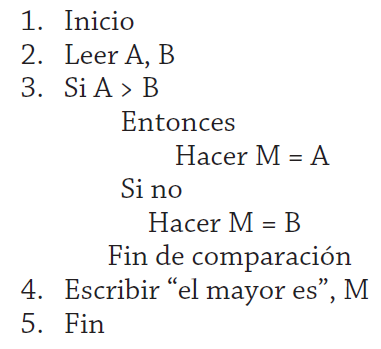 1. Inicio
2. Leer A, B
3. Si A > B
Entonces
Hacer M = A
Si no
Hacer M = B
Fin de comparación
4. Escribir “el mayor es”, M
5. Fin